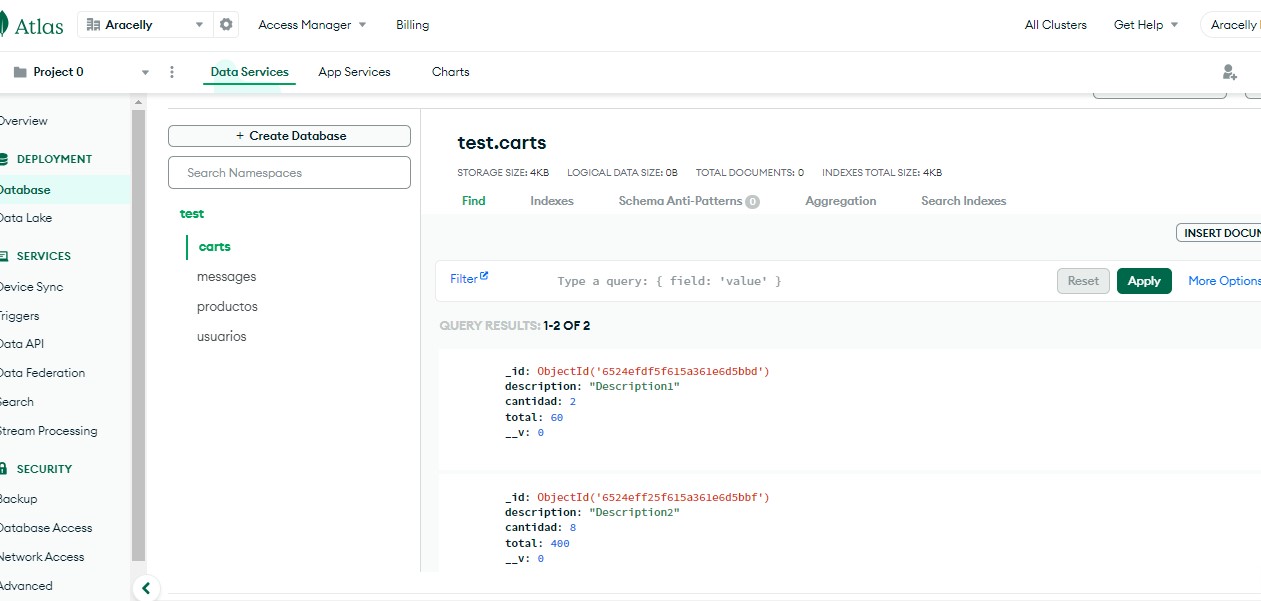 Atlas
Aracelly
Access Manager
Billing
All Clusters
Get Help
Aracelly
Project 0
Data Services
App Services
Charts
Overview
DEPLOYMENT
Database
Data Lake
SERVICES
Device Sync
Triggers
Data API
Data Federation
Search
Stream Processing
SECURITY
Backup
Database Access
Network Access
Advanced
+ Create Database
Search Namespaces
test
carts
messages
productos
usuarios
test.carts
STORAGE SIZE: 4KB LOGICAL DATA SIZE: 0B TOTAL DOCUMENTS: 0 INDEXES TOTAL SIZE: 4KB
Find Indexes Schema Anti-Patterns 0 Aggregation Search Indexes
INSERT DOCUM
Filter Type a query: { field: 'value' } Reset Apply More Options
QUERY RESULTS: 1-2 OF 2
_id: ObjectId('6524efdf5f615a361e6d5bbd')
description: "Description1"
cantidad: 2
total: 60
__v: 0
_id: ObjectId('6524eff25f615a361e6d5bbf')
description: "Description2"
cantidad: 8
total: 400
__v: 0